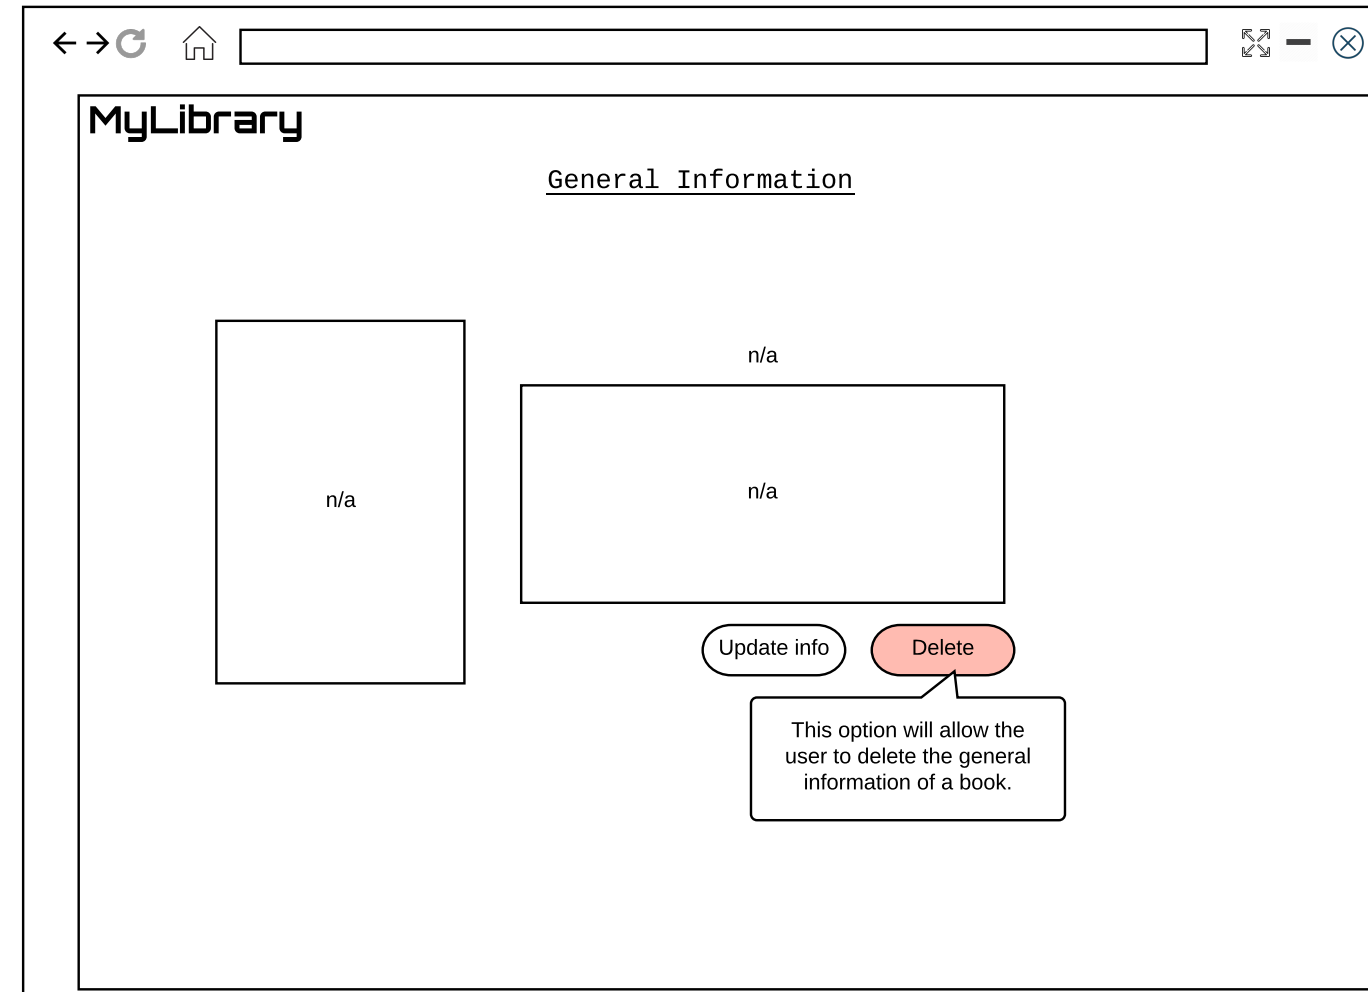 MyLibrary
General Information
n/a
n/a
n/a
Update info
Delete
This option will allow the
user to delete the general
information of a book.